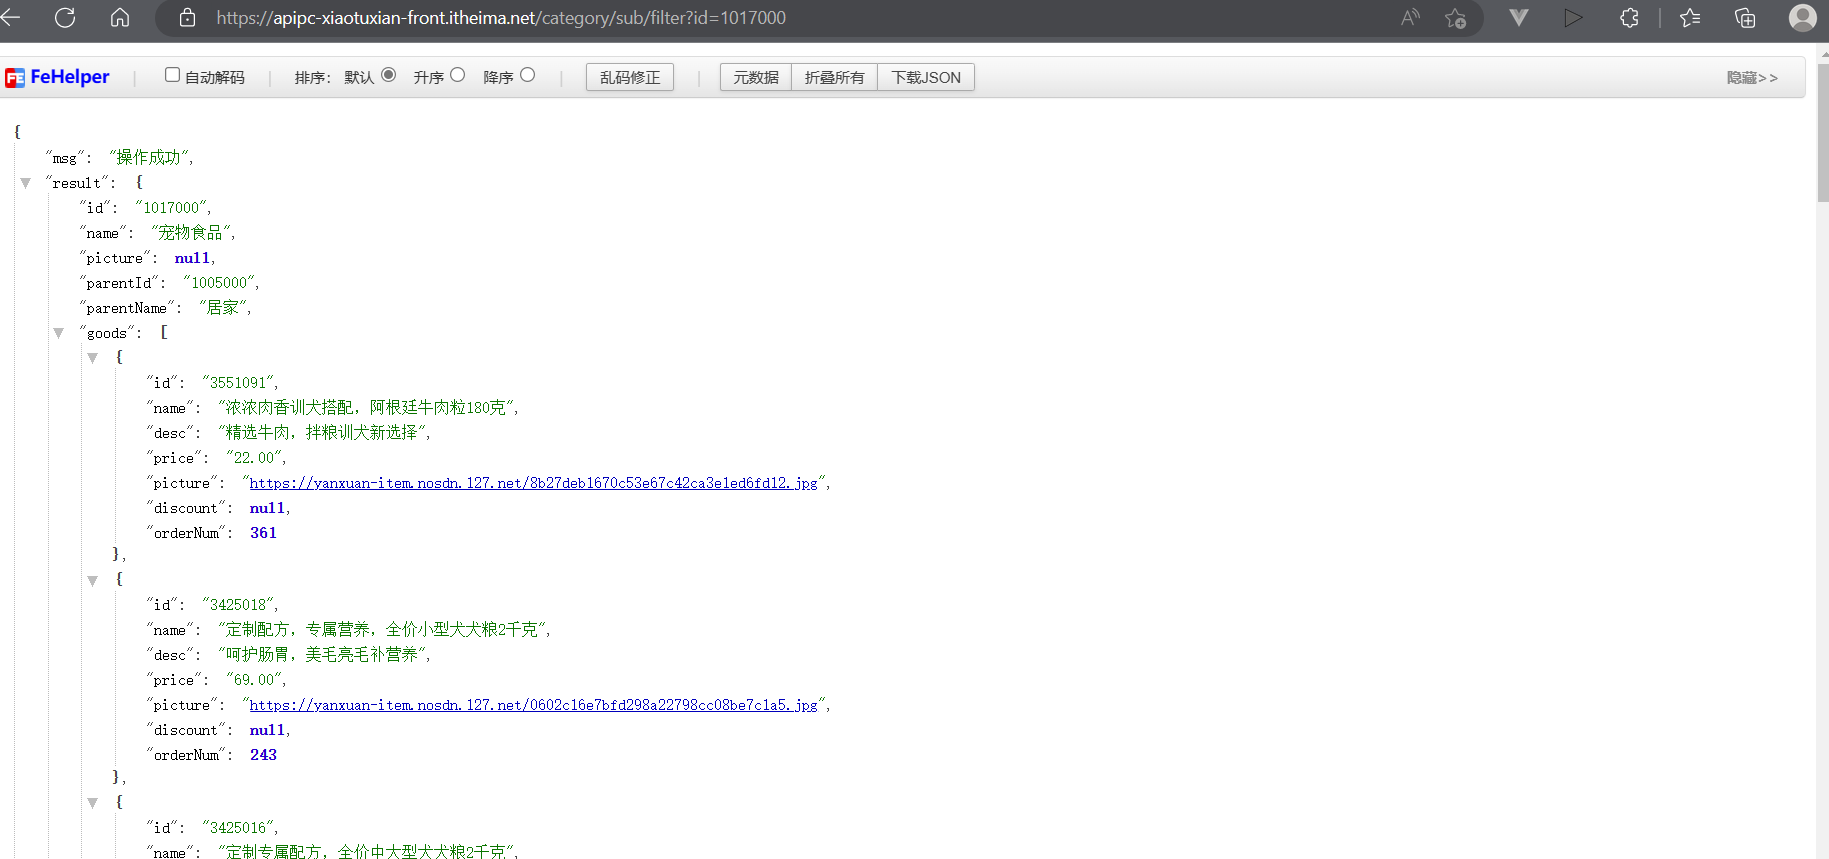 https://apipc-xiaotuxian-front.itheima.net/category/sub/filter?id=1017000
FeHelper | 自动解码 | 排序： 默认 升序 降序 | 乱码修正 | 元数据 折叠所有 下载JSON 隐藏>>
{
"msg": "操作成功",
"result": {
"id": "1017000",
"name": "宠物食品",
"picture": null,
"parentId": "1005000",
"parentName": "居家",
"goods": [
{
"id": "3551091",
"name": "浓浓肉香训犬搭配，阿根廷牛肉粒180克",
"desc": "精选牛肉，拌粮训犬新选择",
"price": "22.00",
"picture": "https://yanxuan-item.nosdn.127.net/8b27deb1670c53e67c42ca3e1ed6fd12.jpg",
"discount": null,
"orderNum": 361
},
{
"id": "3425018",
"name": "定制配方，专属营养，全价小型犬犬粮2千克",
"desc": "呵护肠胃，美毛亮毛补营养",
"price": "69.00",
"picture": "https://yanxuan-item.nosdn.127.net/0602c16e7bfd298a22798cc08be7c1a5.jpg",
"discount": null,
"orderNum": 243
},
{
"id": "3425016",
"name": "定制专属配方，全价中大型犬犬粮2千克",